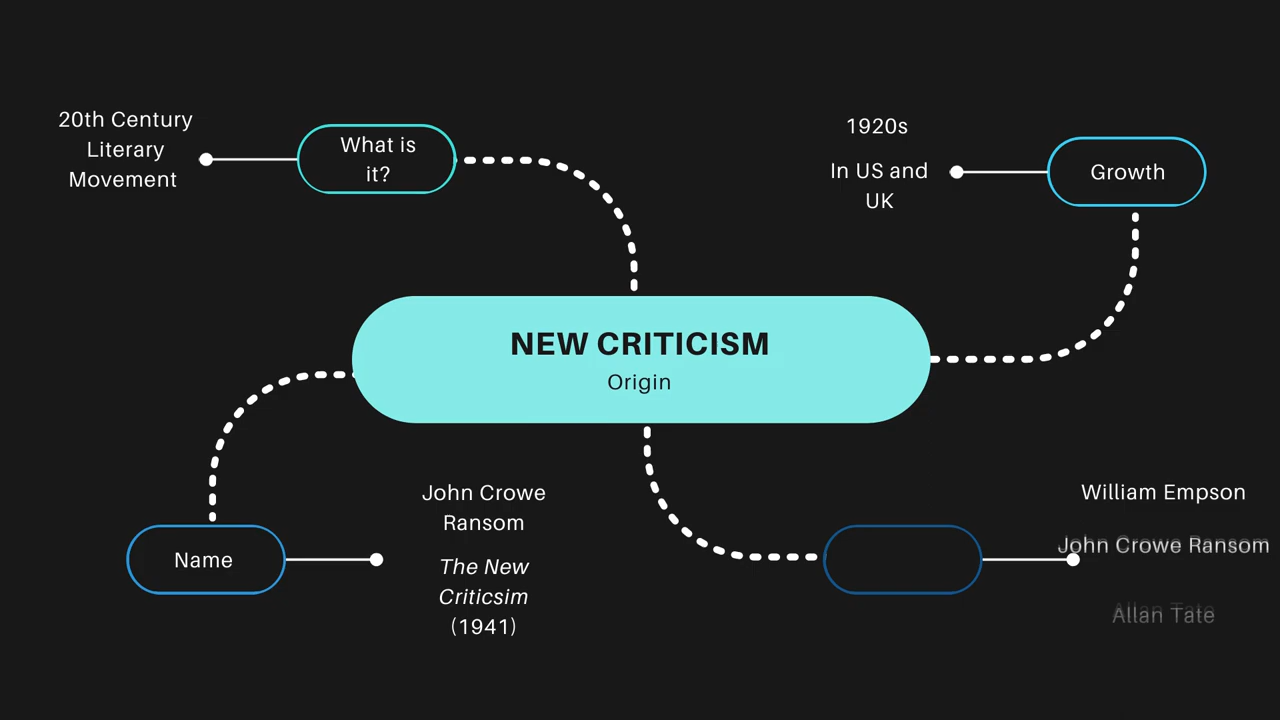 20th Century
Literary
Movement
What is
it?
1920s
In US and
UK
Growth
NEW CRITICISM
Origin
Name
John Crowe
Ransom
The New
Criticsim
(1941)
William Empson
John Crowe Ransom
Allan Tate